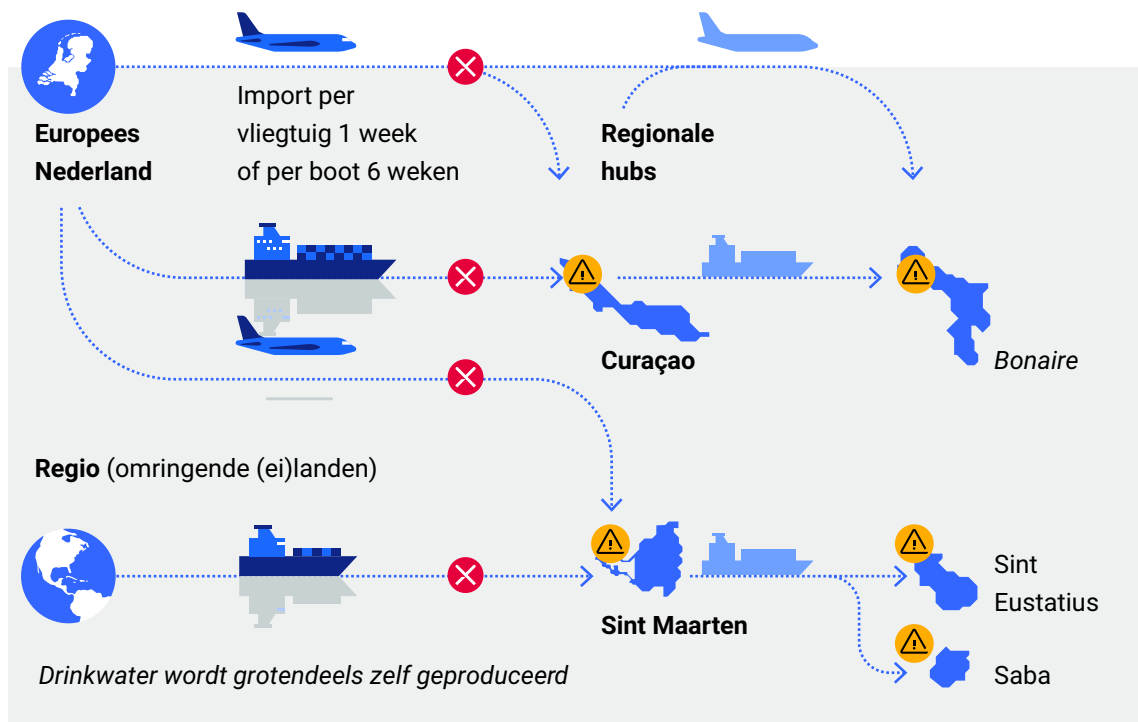 Europees
Nederland
Import per
vliegtuig 1 week
of per boot 6 weken
Regionale
hubs
Curaçao
Bonaire
Regio (omringende (ei)landen)
Sint Maarten
Sint
Eustatius
Saba
Drinkwater wordt grotendeels zelf geproduceerd